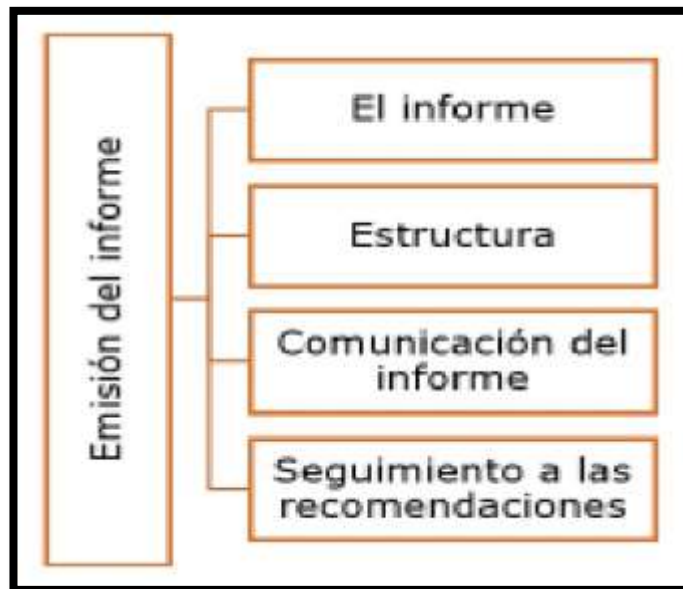 Emisión del informe
El informe
Estructura
Comunicación del
informe
Seguimiento a las
recomendaciones